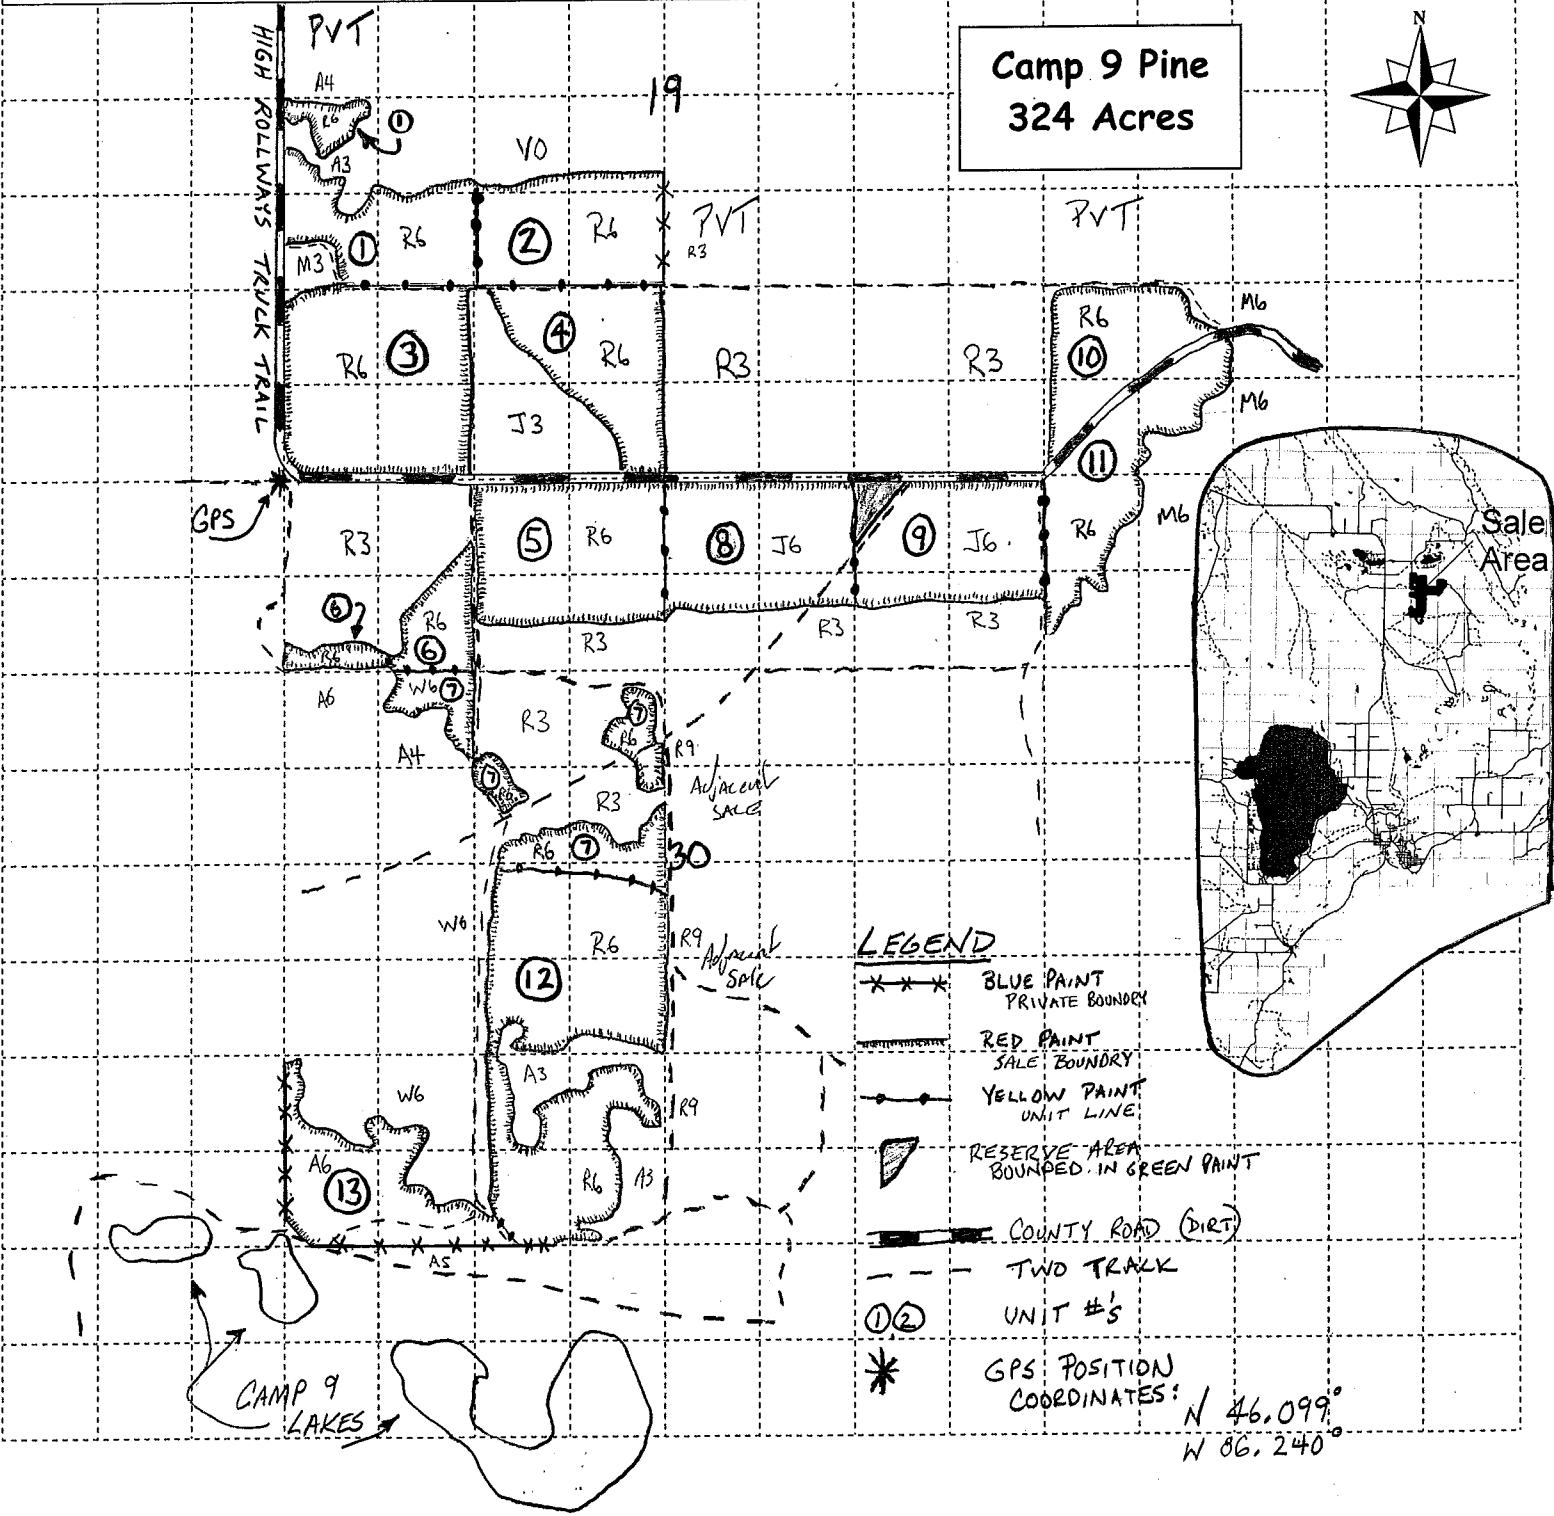 PVT
Camp 9 Pine
324 Acres
N
HIGH ROLLWAYS TRUCK TRAIL
19
A4
R6
1
A3
VO
PVT
R3
PVT
M3
1
R6
2
R6
R6
3
4
R6
J3
R3
R3
R6
10
M6
M6
11
R6
M6
GPS
R3
5
R6
8
J6
9
J6
Sale
Area
6
R6
R6
6
R3
R3
R3
A6
W6
7
A4
R3
7
R6
R9
7
R6
Adjacent
SALE
R3
R6
7
30
W6
R6
12
R9
Adjacent
SALE
A3
W6
R9
A6
13
R6
A3
A5
CAMP 9
LAKES
LEGEND
BLUE PAINT
PRIVATE BOUNDRY
RED PAINT
SALE BOUNDRY
YELLOW PAINT
UNIT LINE
RESERVE AREA
BOUNDED IN GREEN PAINT
COUNTY ROAD (DIRT)
TWO TRACK
1 2 UNIT #'S
GPS POSITION
COORDINATES:
N 46.099°
W 86.240°